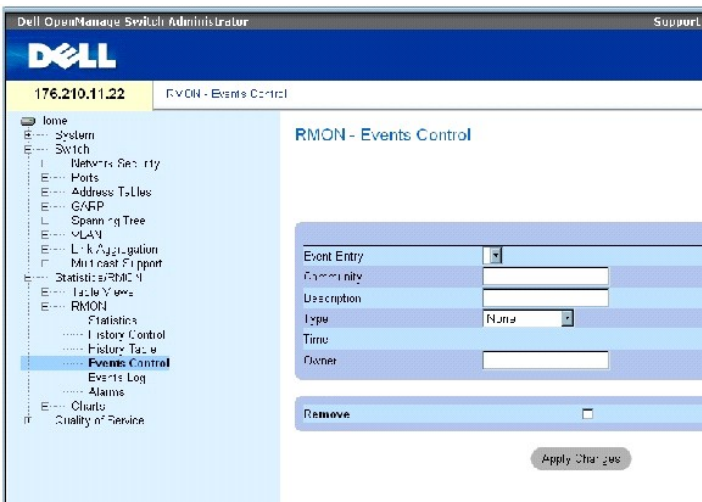 Dell OpenManage Switch Administrator
Support
DELL
176.210.11.22
RMON - Events Control
Home
System
Switch
Network Security
Ports
Address Tables
GARP
Spanning Tree
VLAN
Link Aggregation
Multicast Support
Statistics/RMON
Table Views
RMON
Statistics
History Control
History Table
Events Control
Events Log
Alarms
Charts
Quality of Service
RMON - Events Control
Event Entry
Community
Description
Type
None
Time
Owner
Remove
Apply Changes